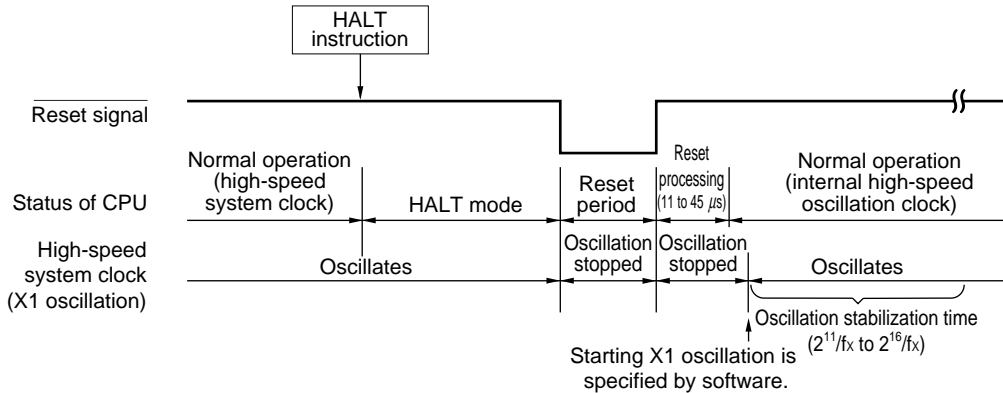 HALT
instruction
Reset signal
Status of CPU
Normal operation
(high-speed
system clock)
HALT mode
Reset
period
Reset
processing
(11 to 45 μs)
Normal operation
(internal high-speed
oscillation clock)
High-speed
system clock
(X1 oscillation)
Oscillates
Oscillation
stopped
Oscillation
stopped
Oscillates
Oscillation stabilization time
(2¹¹/fx to 2¹⁶/fx)
Starting X1 oscillation is
specified by software.